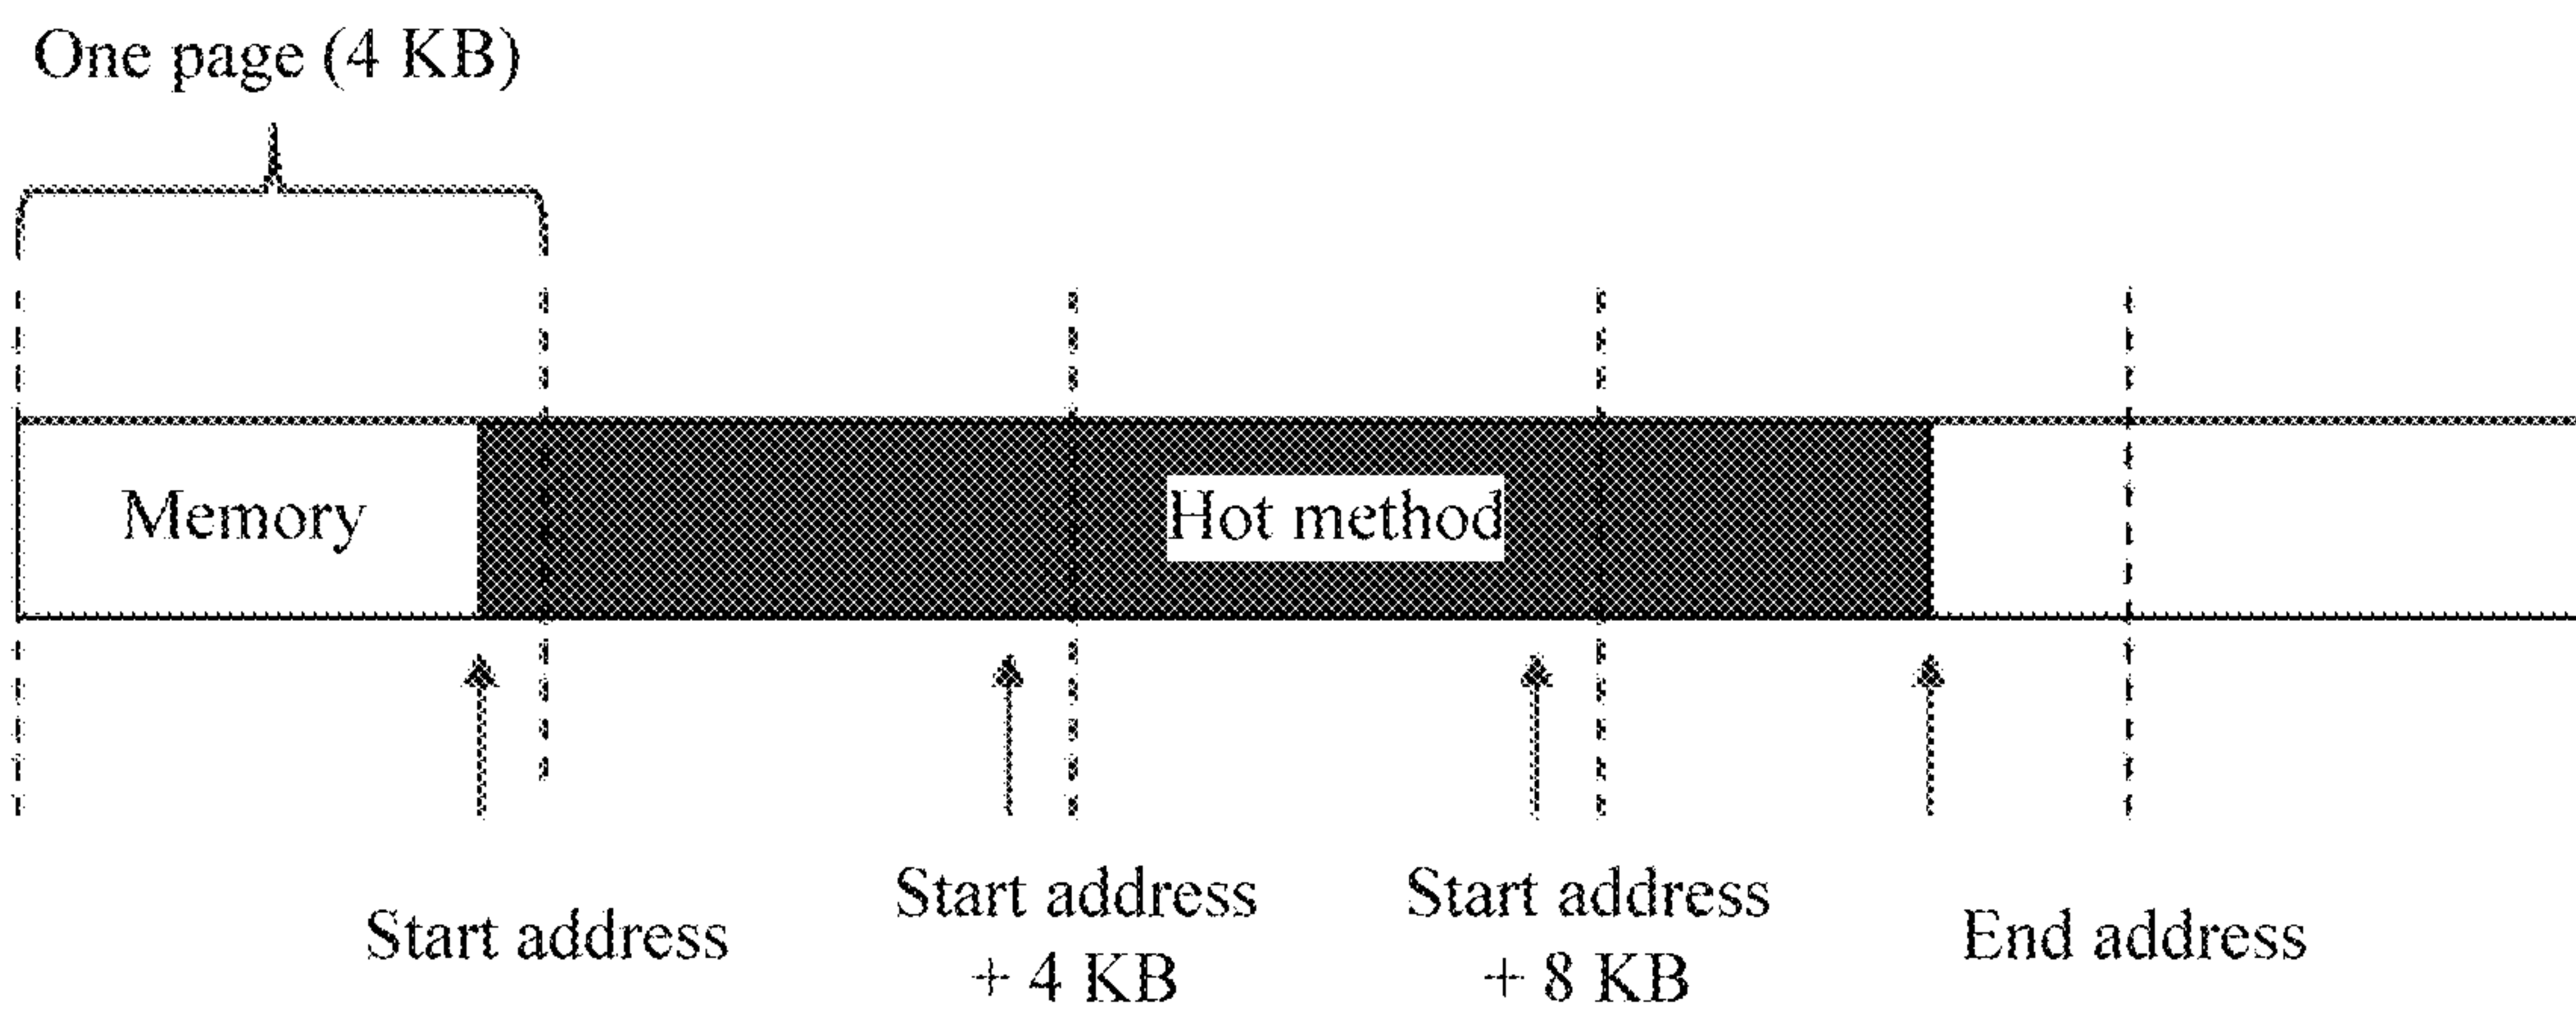 One page (4 KB)
Memory
Hot method
Start address
Start address
+ 4 KB
Start address
+ 8 KB
End address